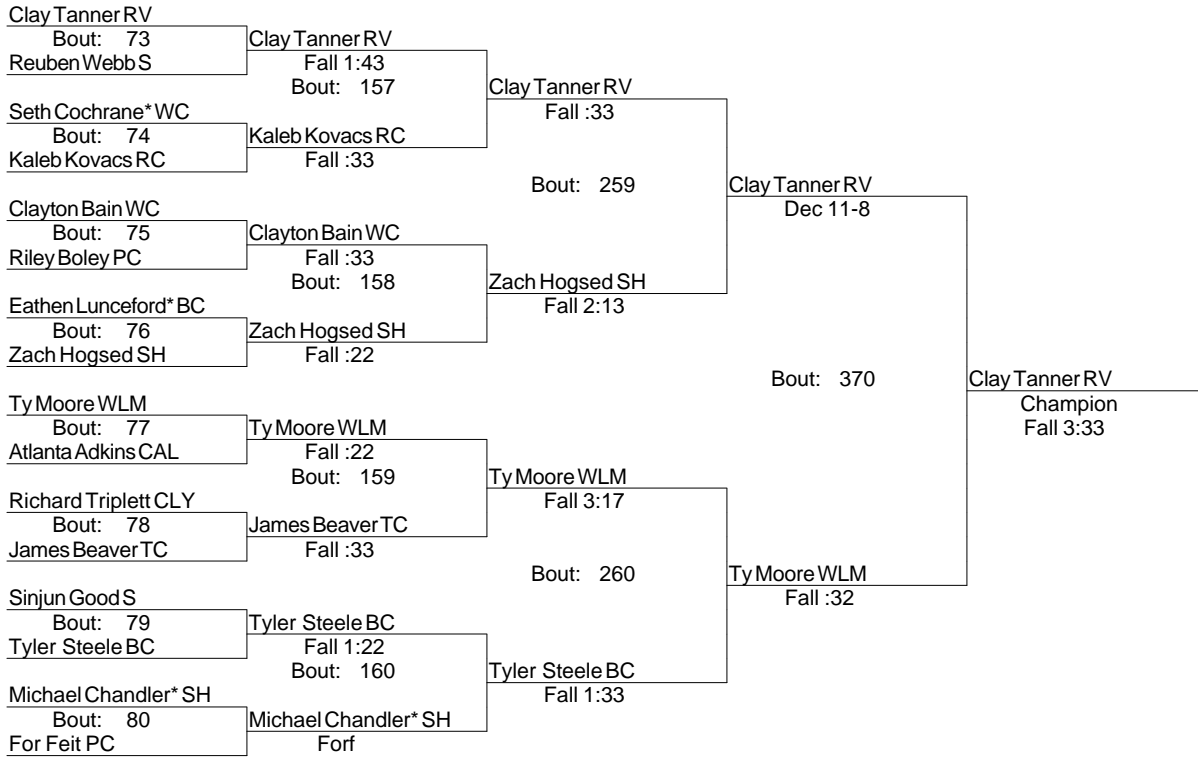 Clay Tanner RV
Bout: 73
Clay Tanner RV
Reuben Webb S
Fall 1:43
Bout: 157
Clay Tanner RV
Seth Cochrane* WC
Fall :33
Bout: 74
Kaleb Kovacs RC
Kaleb Kovacs RC
Fall :33
Bout: 259
Clay Tanner RV
Clayton Bain WC
Dec 11-8
Bout: 75
Clayton Bain WC
Riley Boley PC
Fall :33
Bout: 158
Zach Hogsed SH
Eathen Lunceford* BC
Fall 2:13
Bout: 76
Zach Hogsed SH
Zach Hogsed SH
Fall :22
Bout: 370
Clay Tanner RV
Ty Moore WLM
Champion
Bout: 77
Ty Moore WLM
Fall 3:33
Atlanta Adkins CAL
Fall :22
Bout: 159
Ty Moore WLM
Richard Triplett CLY
Fall 3:17
Bout: 78
James Beaver TC
James Beaver TC
Fall :33
Bout: 260
Ty Moore WLM
Sinjun Good S
Fall :32
Bout: 79
Tyler Steele BC
Tyler Steele BC
Fall 1:22
Bout: 160
Tyler Steele BC
Michael Chandler* SH
Fall 1:33
Bout: 80
Michael Chandler* SH
For Feit PC
Forf